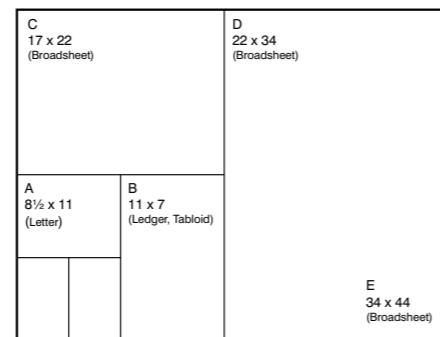 C
17 x 22
(Broadsheet)
D
22 x 34
(Broadsheet)
A
8½ x 11
(Letter)
B
11 x 7
(Ledger, Tabloid)
E
34 x 44
(Broadsheet)